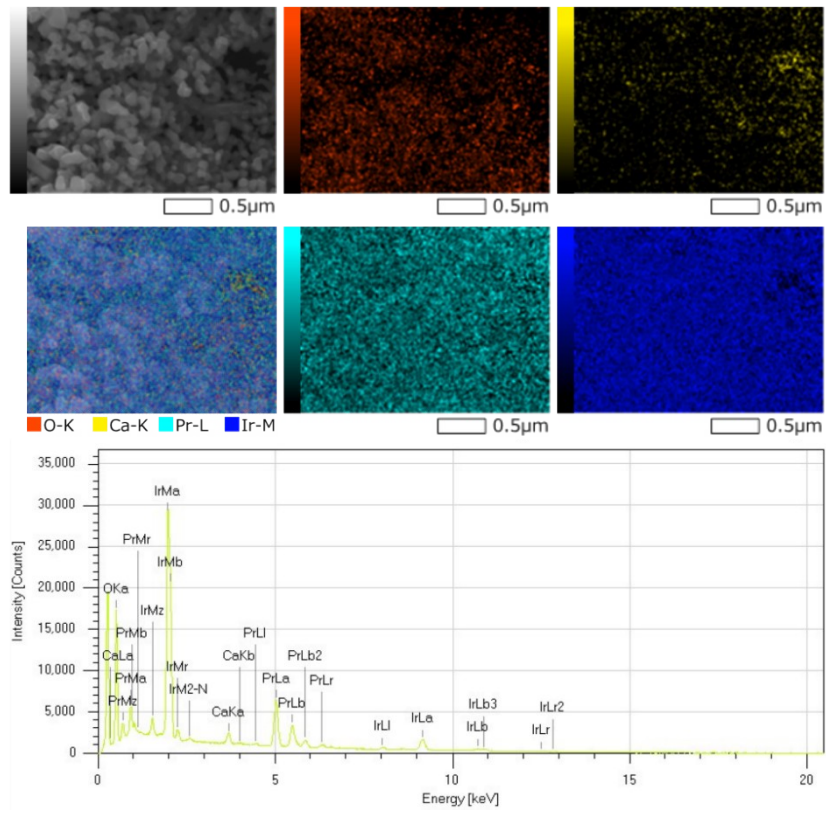 0.5μm 0.5μm 0.5μm
O-K Ca-K Pr-L Ir-M 0.5μm 0.5μm
35,000
30,000
25,000
20,000
15,000
10,000
5,000
0
Intensity [Counts]
IrMa
PrMr
IrMb
OKa
IrMz
PrMb
PrLl
CaLa
CaKb
PrLb2
IrMr
PrMa
IrM2-N
PrLa
PrLr
PrMz
PrLb
CaKa
IrLl
IrLa
IrLb3
IrLr2
IrLb
IrLr
0 5 10 15 20
Energy [keV]